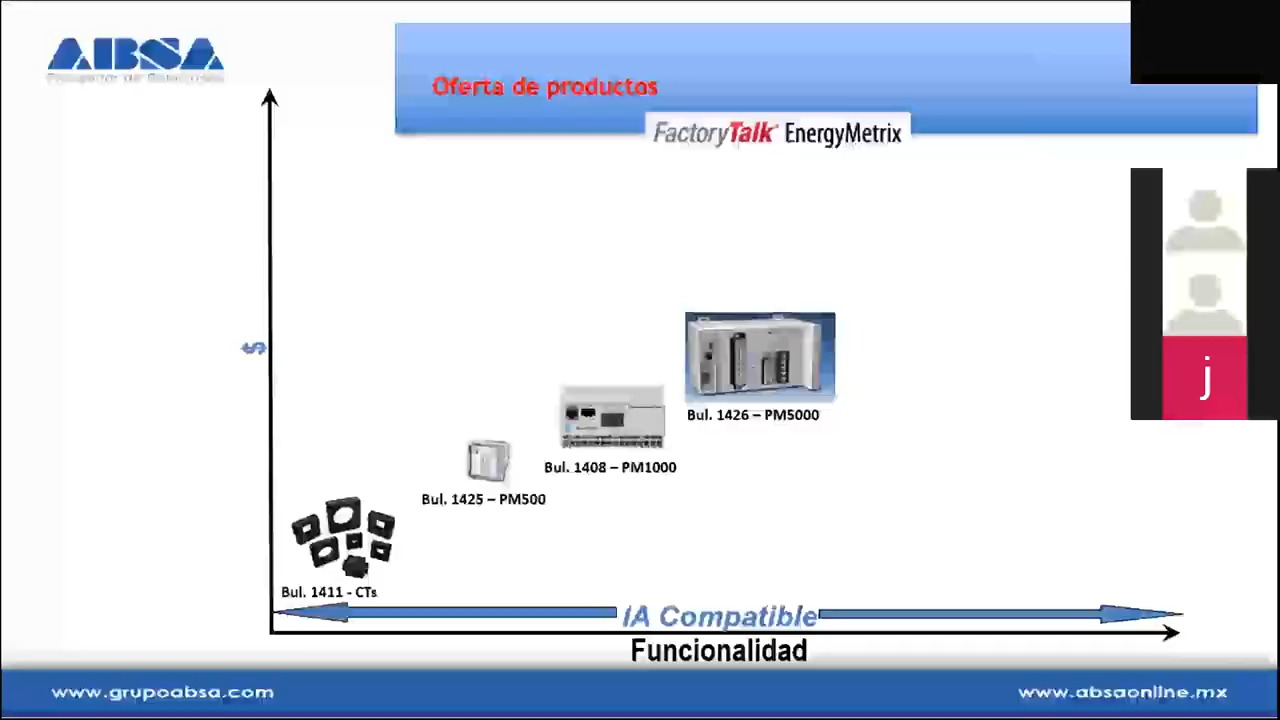 ABSA
Oferta de productos
FactoryTalk EnergyMetrix
$
j
Bul. 1426 – PM5000
Bul. 1408 – PM1000
Bul. 1425 – PM500
Bul. 1411 - CTs
IA Compatible
Funcionalidad
www.grupoabsa.com
www.absaonline.mx